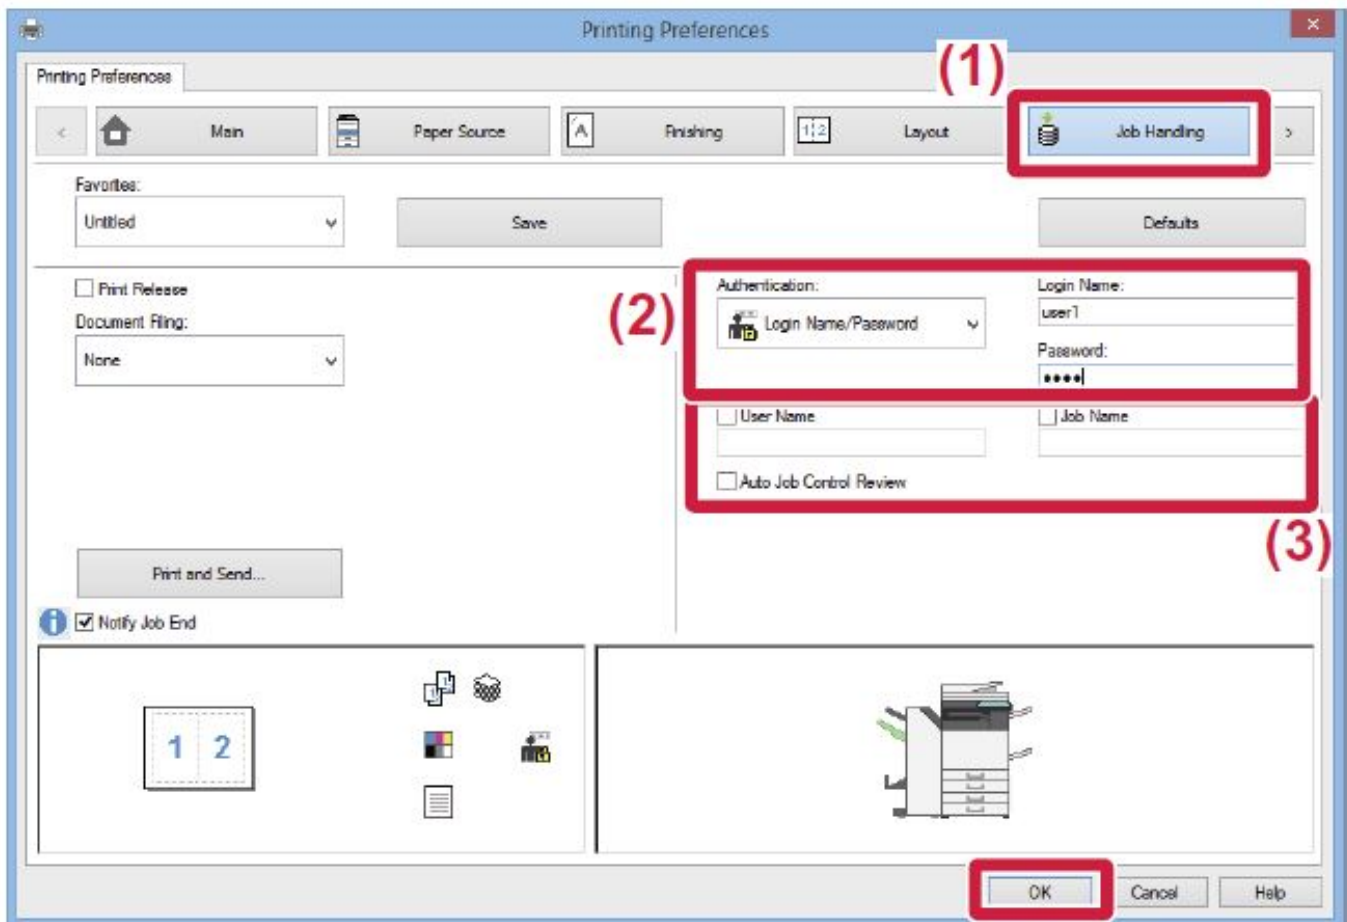 Printing Preferences
(1)
Printing Preferences
Main
Paper Source
Finishing
Layout
Job Handling
Favorites:
Untitled
Save
Defaults
Print Release
Document Filing:
None
(2)
Authentication:
Login Name/Password
Login Name:
user1
Password:
••••
User Name
Job Name
Auto Job Control Review
(3)
Print and Send...
Notify Job End
1 2
OK
Cancel
Help